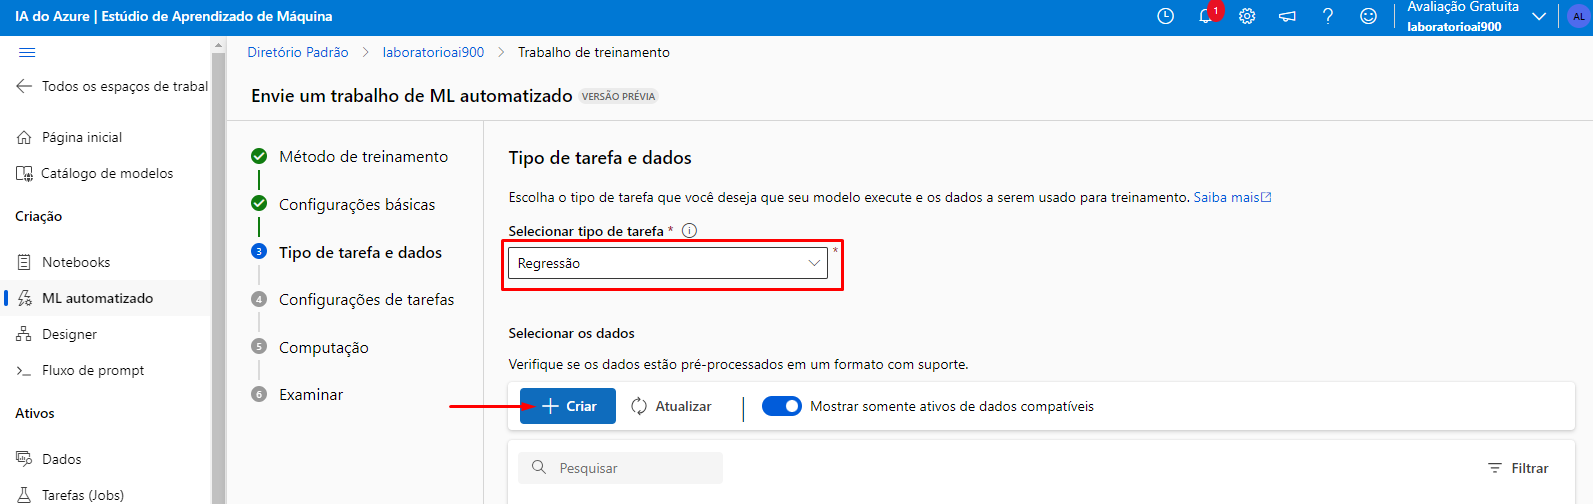 IA do Azure | Estúdio de Aprendizado de Máquina
1
Avaliação Gratuita
laboratorioai900
AL
Todos os espaços de trabal
Página inicial
Catálogo de modelos
Criação
Notebooks
ML automatizado
Designer
Fluxo de prompt
Ativos
Dados
Tarefas (Jobs)
Diretório Padrão > laboratorioai900 > Trabalho de treinamento
Envie um trabalho de ML automatizado VERSÃO PRÉVIA
Método de treinamento
Configurações básicas
3 Tipo de tarefa e dados
4 Configurações de tarefas
5 Computação
6 Examinar
Tipo de tarefa e dados
Escolha o tipo de tarefa que você deseja que seu modelo execute e os dados a serem usado para treinamento. Saiba mais
Selecionar tipo de tarefa *
Regressão *
Selecionar os dados
Verifique se os dados estão pré-processados em um formato com suporte.
+ Criar Atualizar | Mostrar somente ativos de dados compatíveis
Pesquisar Filtrar